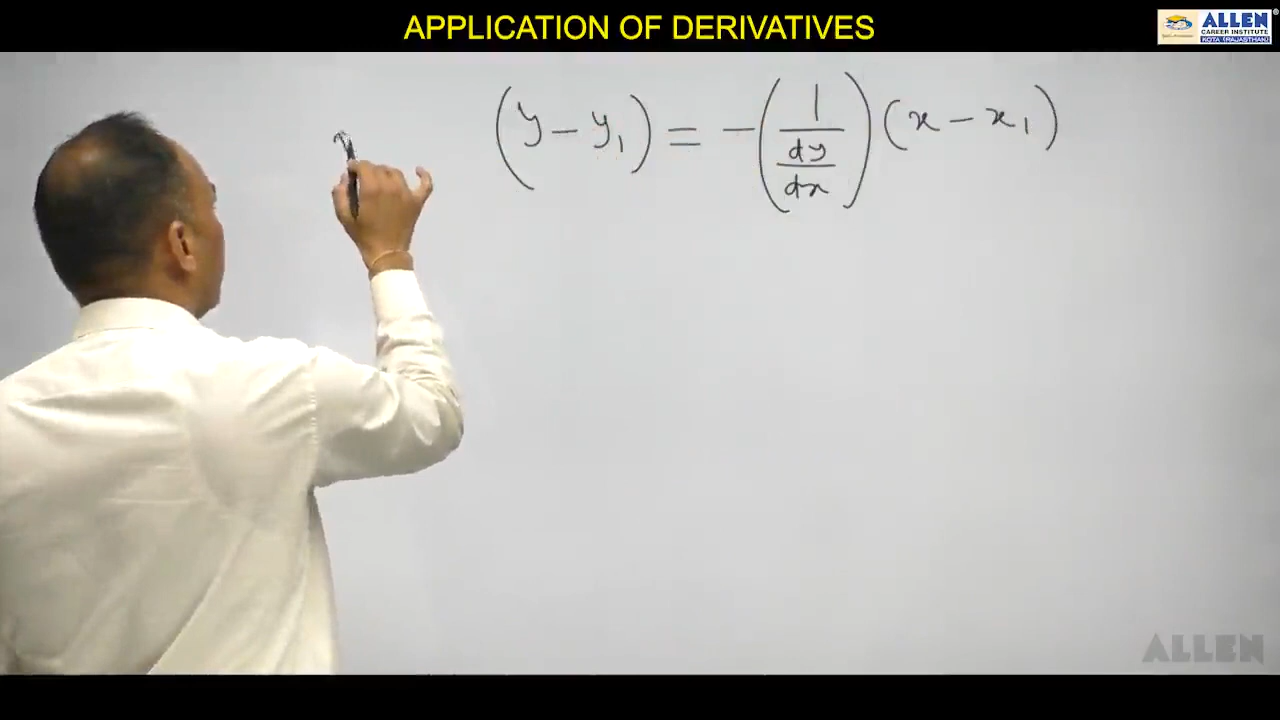 APPLICATION OF DERIVATIVES
ALLEN
CAREER INSTITUTE
KOTA (RAJASTHAN)
(y - y₁) = -(1/(dy/dx))(x - x₁)
ALLEN